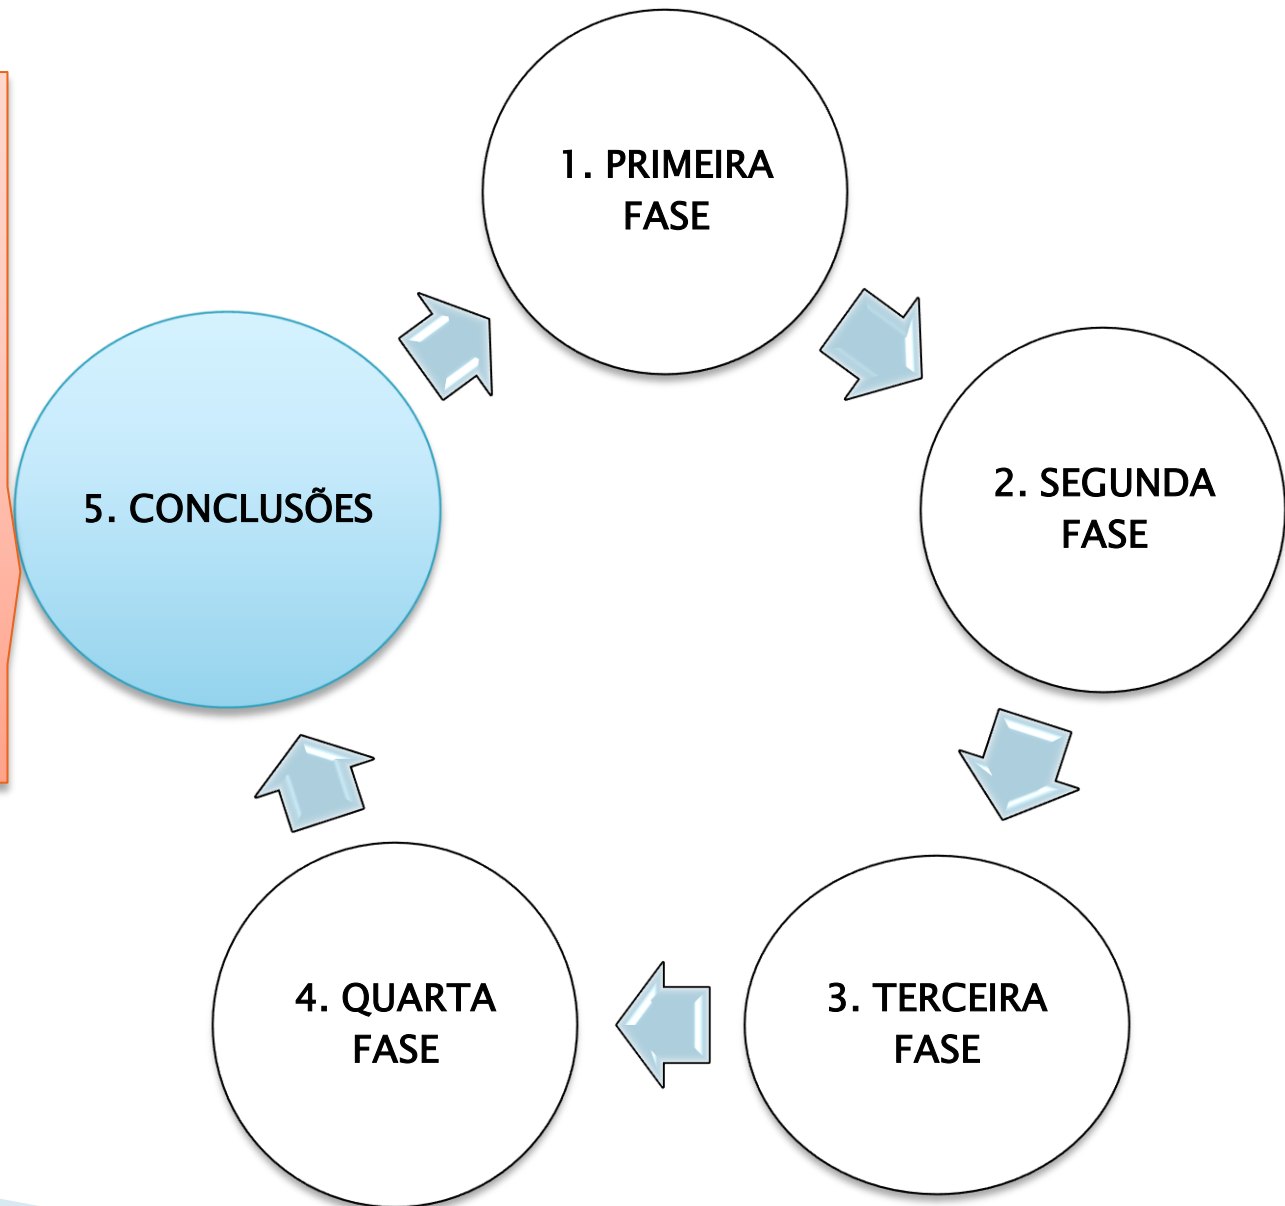 1. PRIMEIRA
FASE
2. SEGUNDA
FASE
3. TERCEIRA
FASE
4. QUARTA
FASE
5. CONCLUSÕES